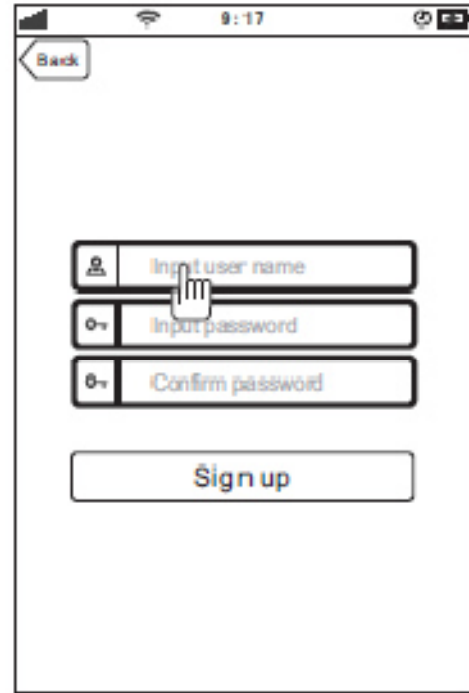 9:17
Back
Input user name
Input password
Confirm password
Sign up